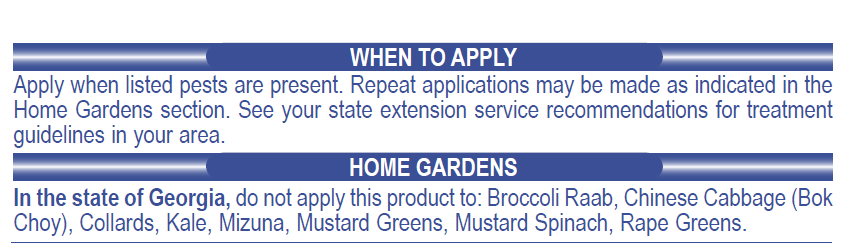 WHEN TO APPLY
Apply when listed pests are present. Repeat applications may be made as indicated in the
Home Gardens section. See your state extension service recommendations for treatment
guidelines in your area.
HOME GARDENS
In the state of Georgia, do not apply this product to: Broccoli Raab, Chinese Cabbage (Bok
Choy), Collards, Kale, Mizuna, Mustard Greens, Mustard Spinach, Rape Greens.